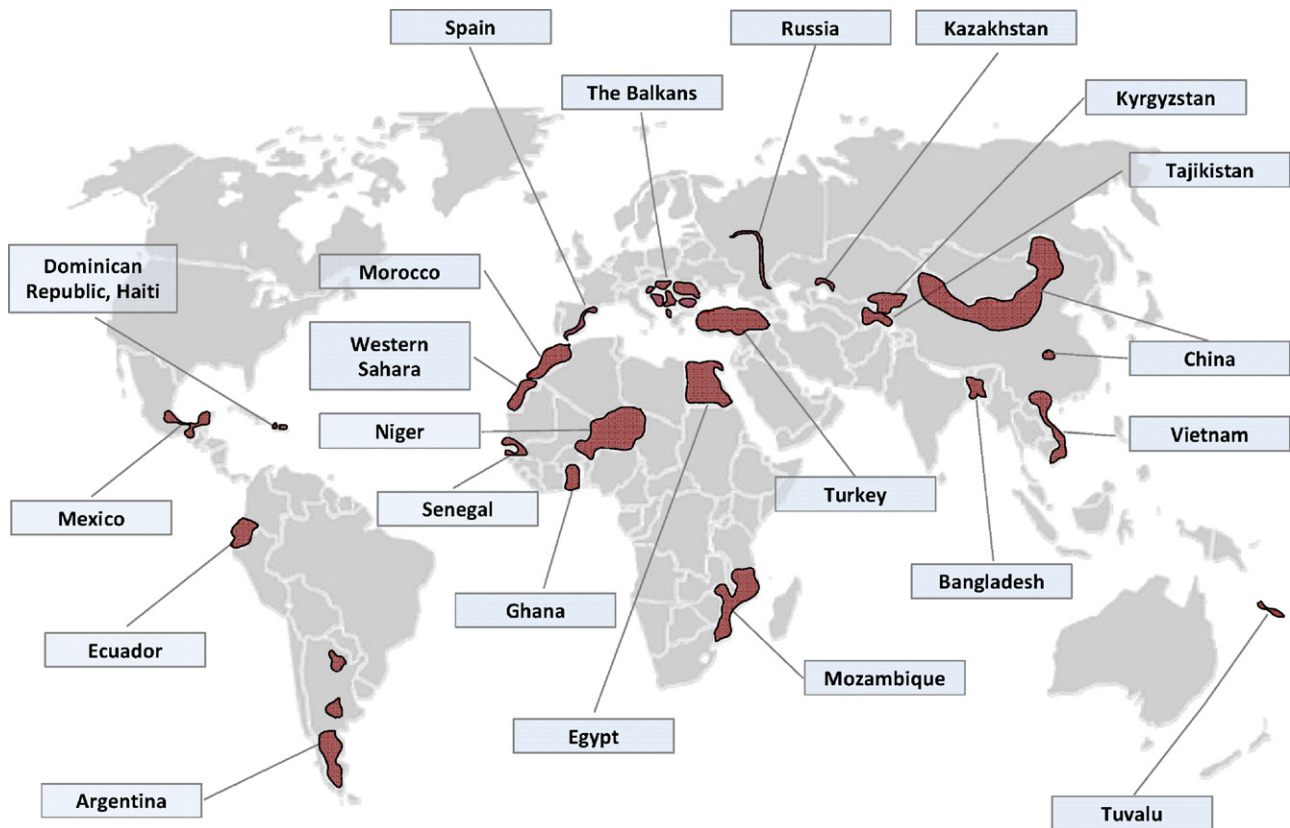 Spain
Russia
Kazakhstan
The Balkans
Kyrgyzstan
Tajikistan
Dominican
Republic, Haiti
Morocco
Western
Sahara
China
Niger
Vietnam
Mexico
Senegal
Turkey
Bangladesh
Ghana
Ecuador
Mozambique
Egypt
Argentina
Tuvalu